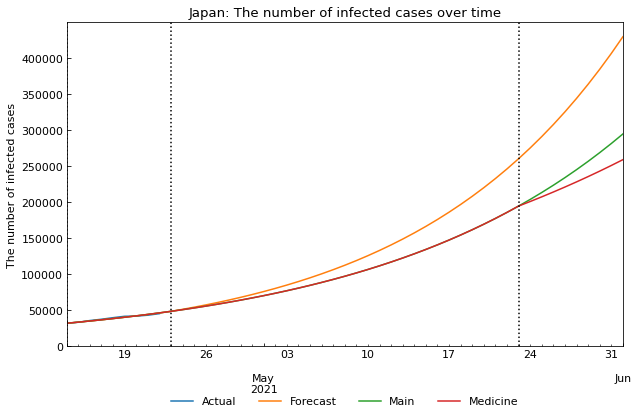 Japan: The number of infected cases over time
The number of infected cases
400000
350000
300000
250000
200000
150000
100000
50000
0
19 26 03 10 17 24 31
May Jun
2021
Actual Forecast Main Medicine